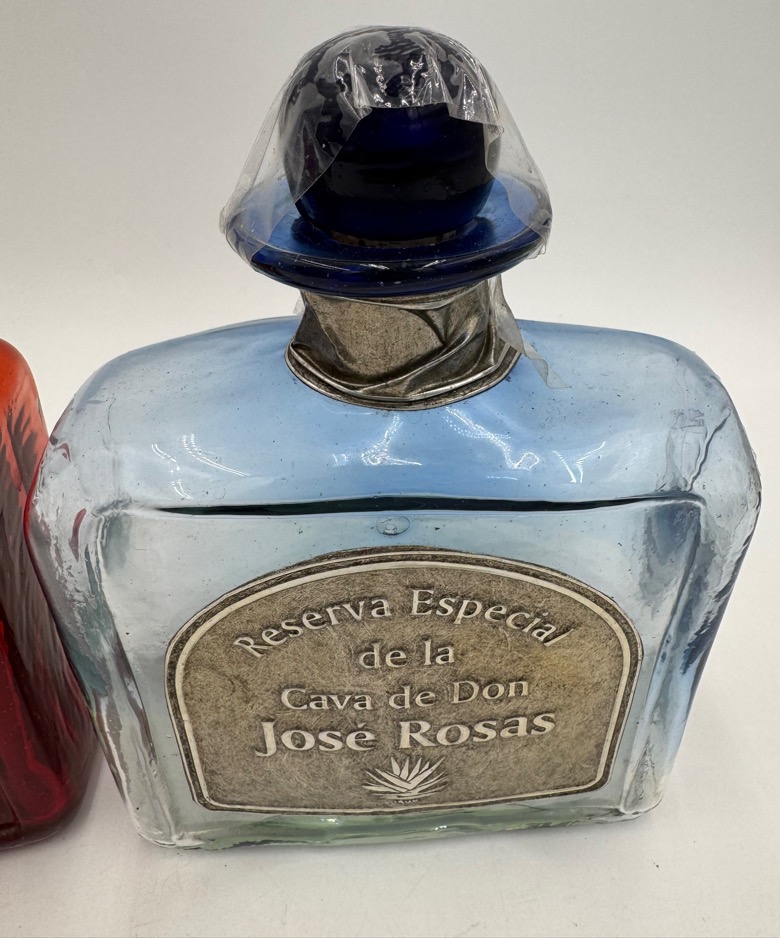 Reserva Especial
de la
Cava de Don
José Rosas